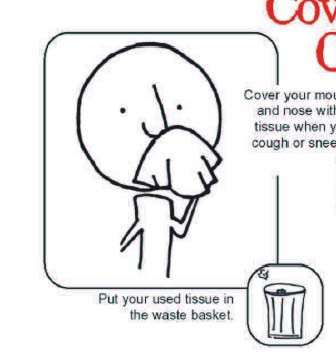 Cov
C
Cover your mou
and nose with
tissue when y
cough or snee
&
Put your used tissue in
the waste basket.